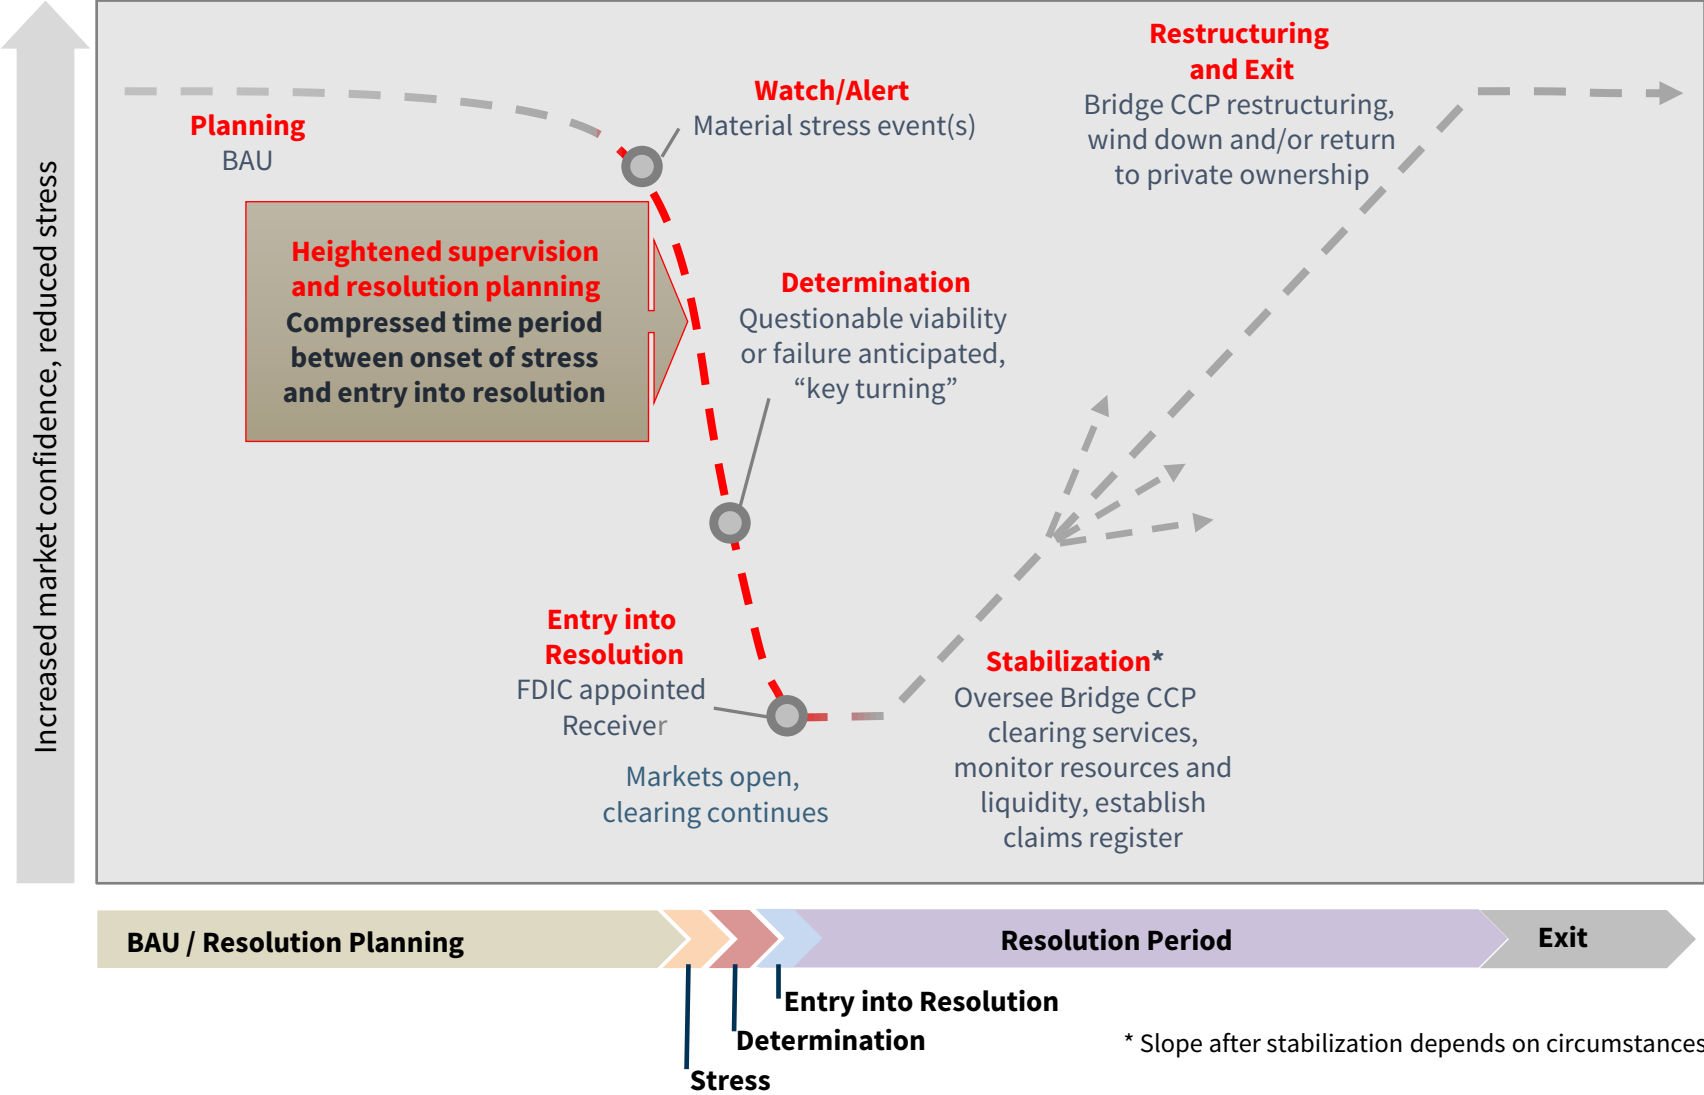 Increased market confidence, reduced stress
Planning
BAU
Watch/Alert
Material stress event(s)
Restructuring
and Exit
Bridge CCP restructuring,
wind down and/or return
to private ownership
Heightened supervision
and resolution planning
Compressed time period
between onset of stress
and entry into resolution
Determination
Questionable viability
or failure anticipated,
“key turning”
Entry into
Resolution
FDIC appointed
Receiver
Markets open,
clearing continues
Stabilization*
Oversee Bridge CCP
clearing services,
monitor resources and
liquidity, establish
claims register
BAU / Resolution Planning
Resolution Period
Exit
Entry into Resolution
Determination
Stress
* Slope after stabilization depends on circumstances